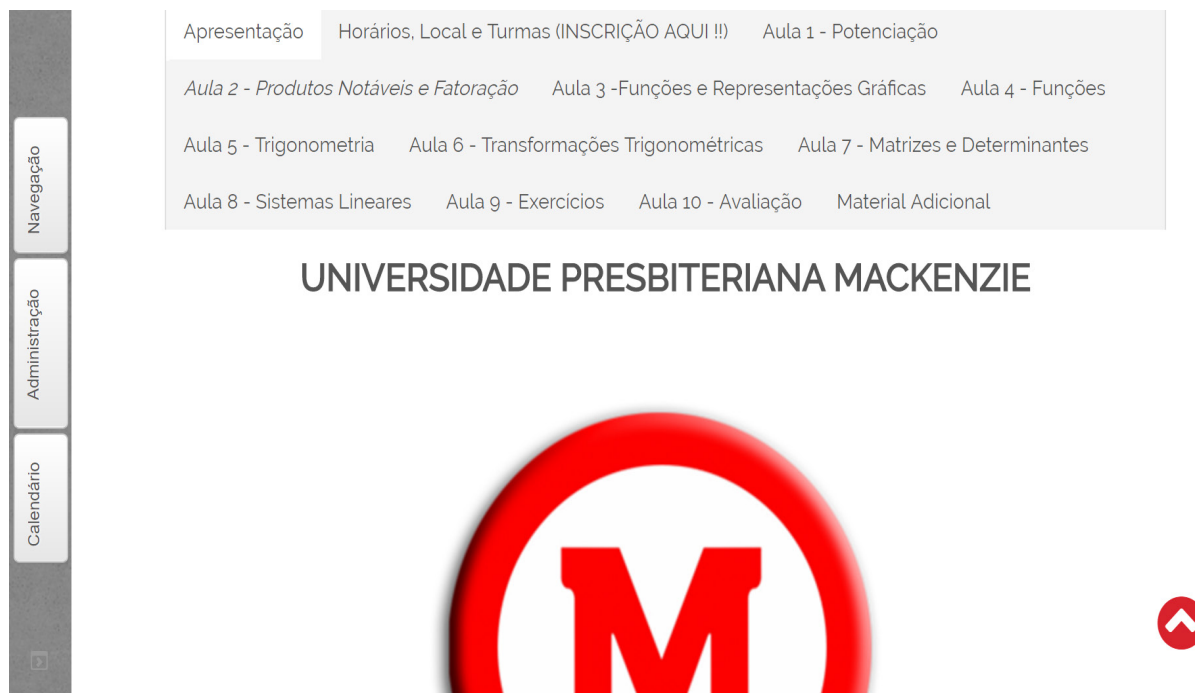 Apresentação Horários, Local e Turmas (INSCRIÇÃO AQUI !!) Aula 1 - Potenciação
Aula 2 - Produtos Notáveis e Fatoração Aula 3 -Funções e Representações Gráficas Aula 4 - Funções
Aula 5 - Trigonometria Aula 6 - Transformações Trigonométricas Aula 7 - Matrizes e Determinantes
Aula 8 - Sistemas Lineares Aula 9 - Exercícios Aula 10 - Avaliação Material Adicional
Navegação
Administração
Calendário
UNIVERSIDADE PRESBITERIANA MACKENZIE
M